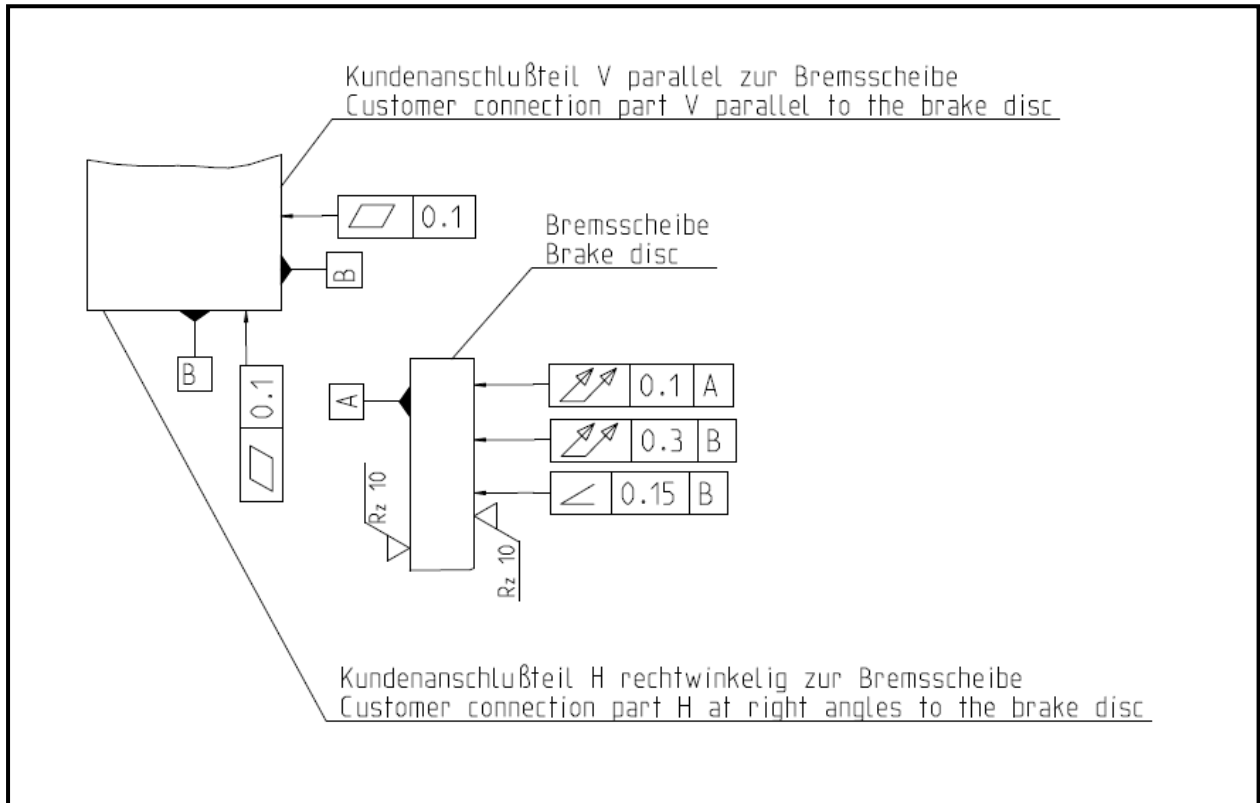 Kundenanschlußteil V parallel zur Bremsscheibe
Customer connection part V parallel to the brake disc
0.1
Bremsscheibe
Brake disc
B
B
0.1
A
0.1 A
0.3 B
0.15 B
Rz 10
Rz 10
Kundenanschlußteil H rechtwinkelig zur Bremsscheibe
Customer connection part H at right angles to the brake disc